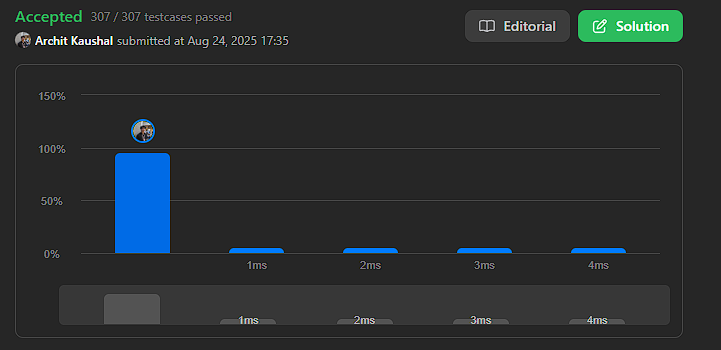 Accepted 307 / 307 testcases passed
Archit Kaushal submitted at Aug 24, 2025 17:35
Editorial
Solution
150%
100%
50%
0%
1ms 2ms 3ms 4ms
1ms 2ms 3ms 4ms